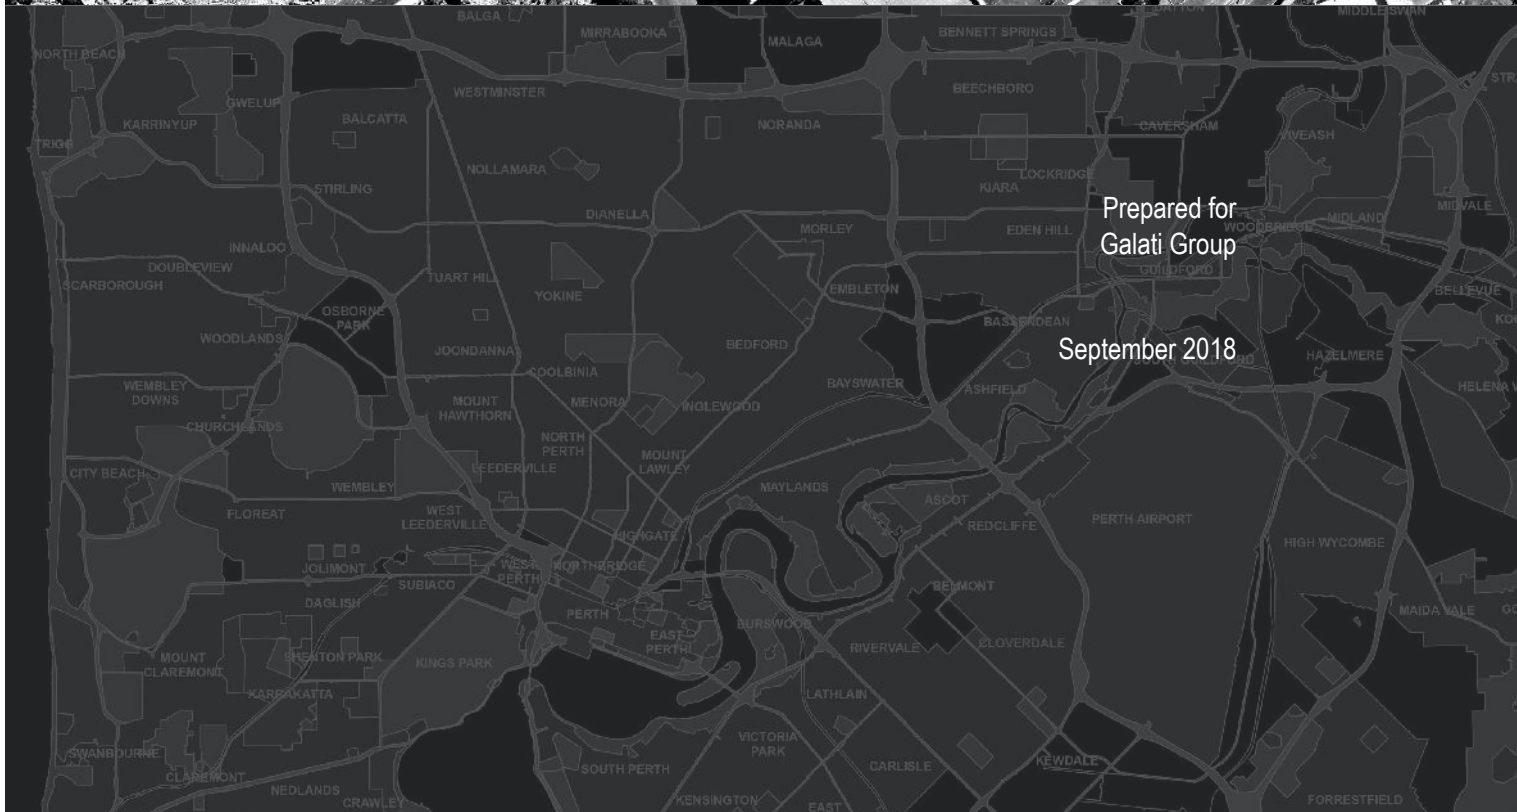 BALGA
MIRRABOOKA
MALAGA
BENNETT SPRINGS
DAYTON
MIDDLE SWAN
NORTH BEACH
GWELUP
KARRINYUP
TRIGG
WESTMINSTER
BALCATTA
NORANDA
BEECHBORO
CAVERSHAM
VIVEASH
NOLLAMARA
STIRLING
DIANELLA
LOCKRIDGE
KIARA
Prepared for
Galati Group
MORLEY
EDEN HILL
WOODBRIDGE
MIDLAND
MIDVALE
INNALOO
DOUBLEVIEW
SCARBOROUGH
TUART HILL
YOKINE
EMBLETON
GUILDFORD
BELLEVUE
OSBORNE
PARK
WOODLANDS
JOONDANNA
BEDFORD
BASSENDEAN
September 2018
HAZELMERE
COOLBINIA
WEMBLEY
DOWNS
MOUNT
HAWTHORN
MENORA
INGLEWOOD
BAYSWATER
ASHFIELD
HELENA V
CHURCHLANDS
NORTH
PERTH
MOUNT
LAWLEY
CITY BEACH
LEEDERVILLE
WEMBLEY
FLOREAT
WEST
LEEDERVILLE
MAYLANDS
ASCOT
REDCLIFFE
PERTH AIRPORT
HIGH WYCOMBE
HIGHGATE
JOLIMONT
SUBIACO
WEST
PERTH
NORTHBRIDGE
DAGLISH
PERTH
EAST
PERTH
BURSWOOD
BELMONT
RIVERVALE
CLOVERDALE
MAIDA VALE
MOUNT
CLAREMONT
SHENTON PARK
KINGS PARK
KARRAKATTA
LATHLAIN
SWANBOURNE
CLAREMONT
NEDLANDS
CRAWLEY
SOUTH PERTH
VICTORIA
PARK
CARLISLE
KEWDALE
KENSINGTON
EAST
FORRESTFIELD